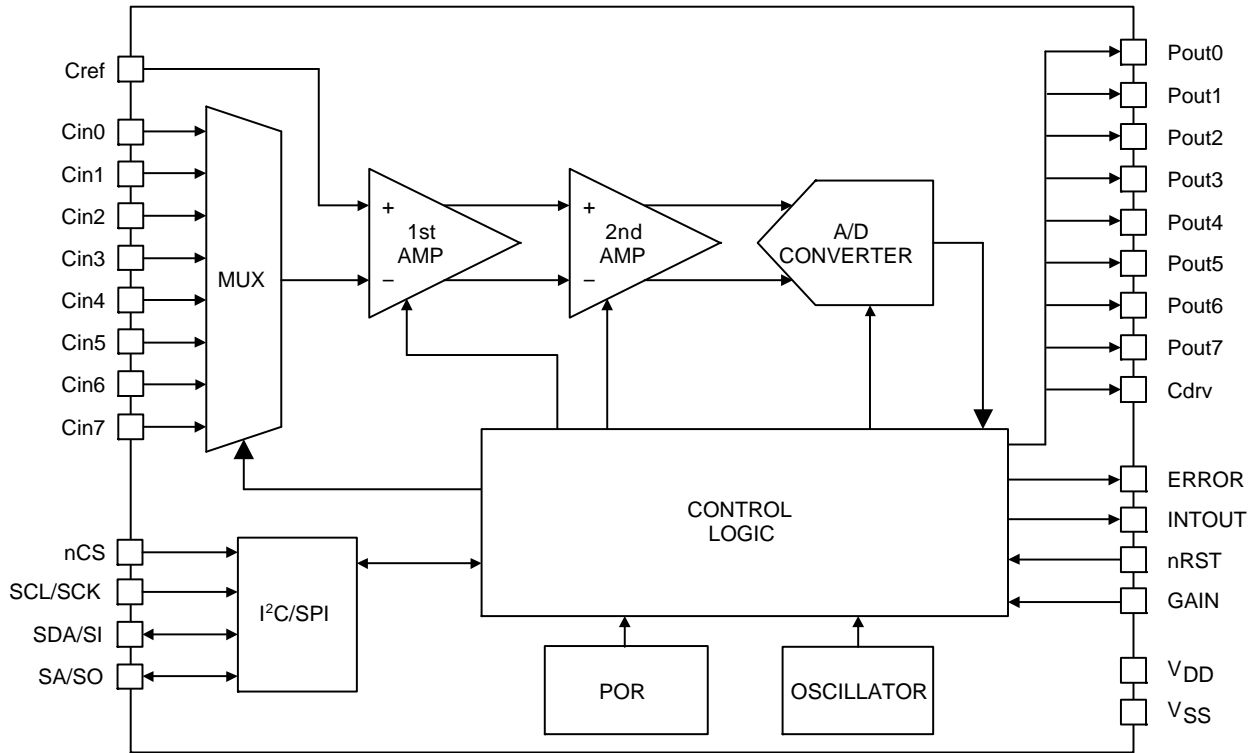 Cref
Cin0
Cin1
Cin2
Cin3
Cin4
Cin5
Cin6
Cin7
nCS
SCL/SCK
SDA/SI
SA/SO
MUX
I²C/SPI
+
1st
AMP
−
+
2nd
AMP
−
A/D
CONVERTER
CONTROL
LOGIC
POR
OSCILLATOR
Pout0
Pout1
Pout2
Pout3
Pout4
Pout5
Pout6
Pout7
Cdrv
ERROR
INTOUT
nRST
GAIN
VDD
VSS